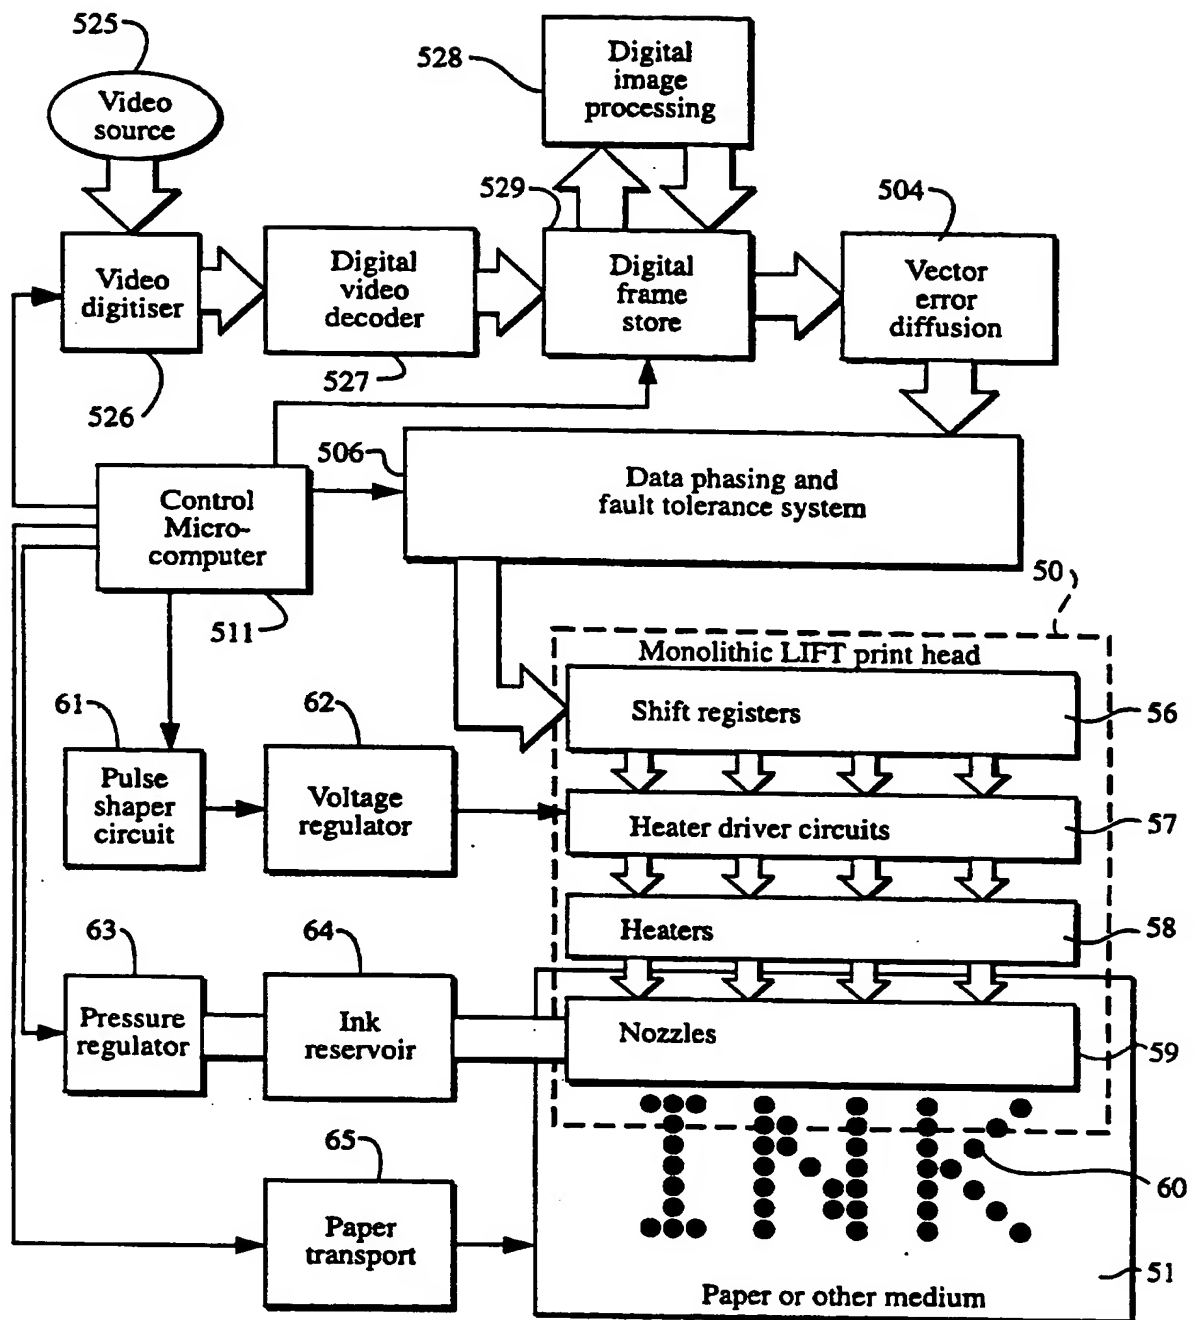 525
Video
source
528
Digital
image
processing
529
504
Video
digitiser
Digital
video
decoder
Digital
frame
store
Vector
error
diffusion
526
527
506
Control
Micro-
computer
Data phasing and
fault tolerance system
511
50
Monolithic LIFT print head
61
62
Shift registers
56
Pulse
shaper
circuit
Voltage
regulator
Heater driver circuits
57
63
64
Heaters
58
Pressure
regulator
Ink
reservoir
Nozzles
59
INK
65
60
Paper
transport
51
Paper or other medium